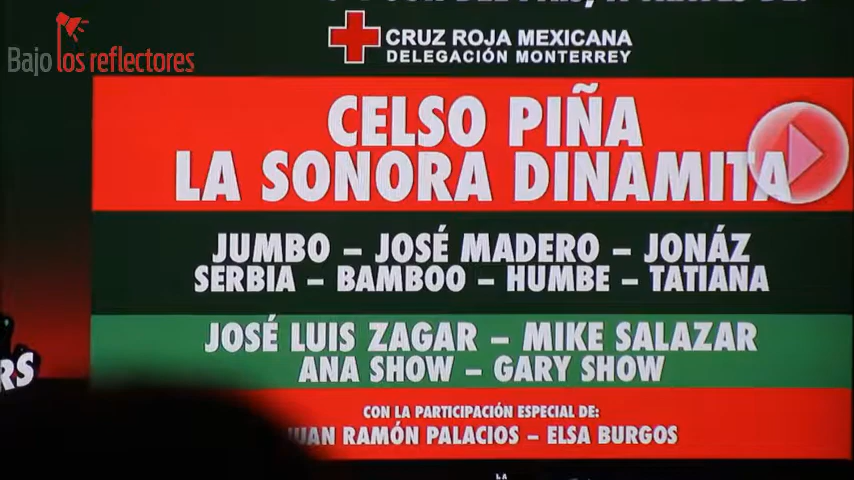 Bajo los reflectores
CRUZ ROJA MEXICANA
DELEGACIÓN MONTERREY
CELSO PIÑA
LA SONORA DINAMITA
JUMBO – JOSÉ MADERO – JONÁZ
SERBIA – BAMBOO – HUMBE – TATIANA
JOSÉ LUIS ZAGAR – MIKE SALAZAR
ANA SHOW – GARY SHOW
RS
CON LA PARTICIPACIÓN ESPECIAL DE:
JUAN RAMÓN PALACIOS – ELSA BURGOS
LA